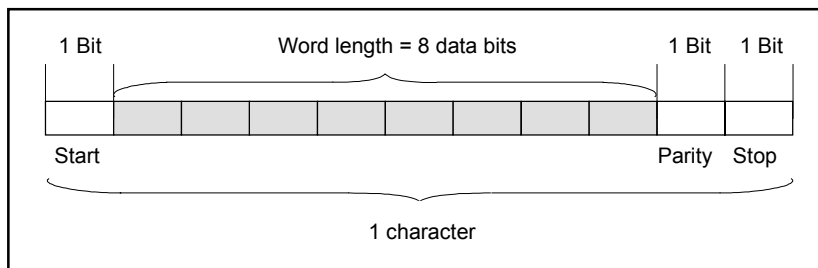 1 Bit Word length = 8 data bits 1 Bit 1 Bit
Start Parity Stop
1 character